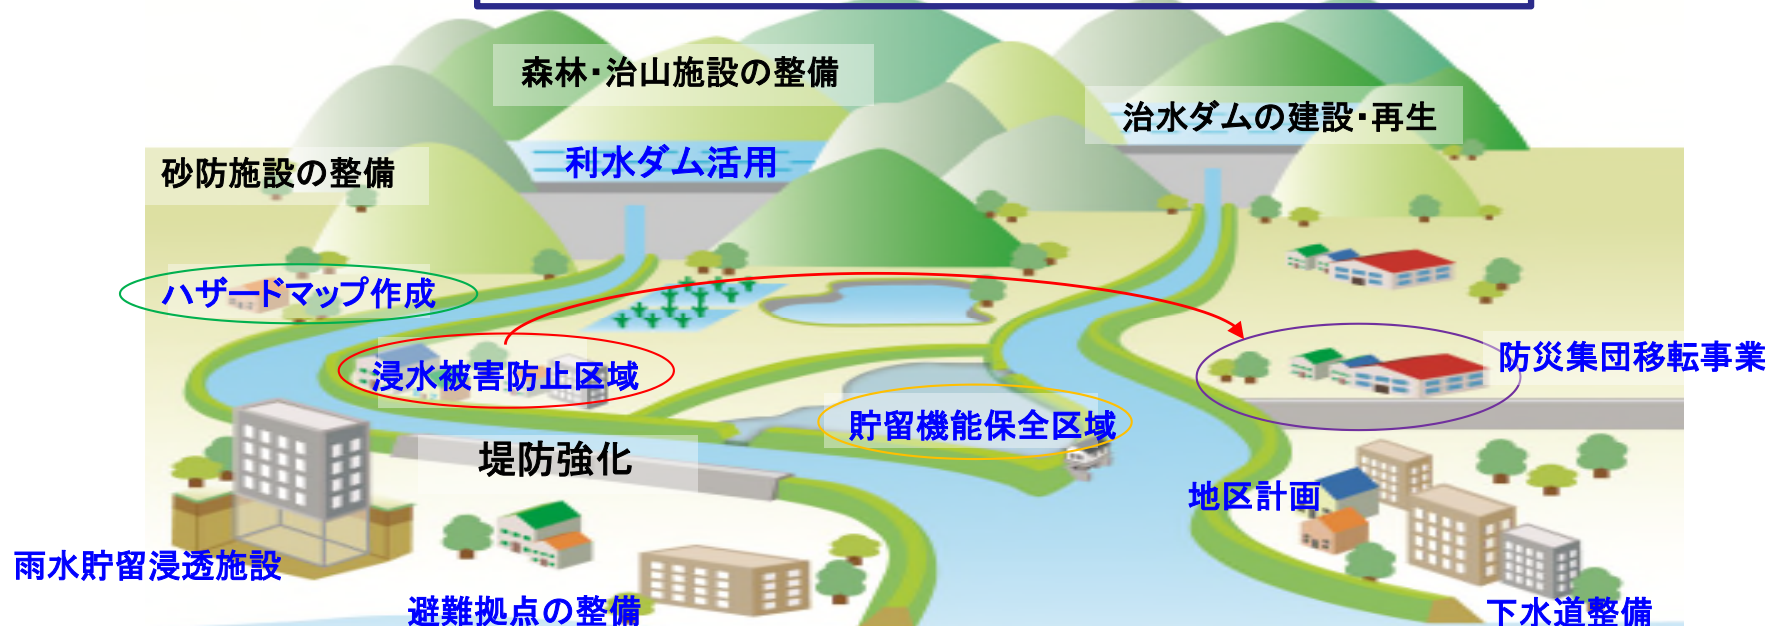 森林・治山施設の整備
治水ダムの建設・再生
利水ダム活用
砂防施設の整備
ハザードマップ作成
防災集団移転事業
浸水被害防止区域
貯留機能保全区域
堤防強化
地区計画
雨水貯留浸透施設
避難拠点の整備
下水道整備